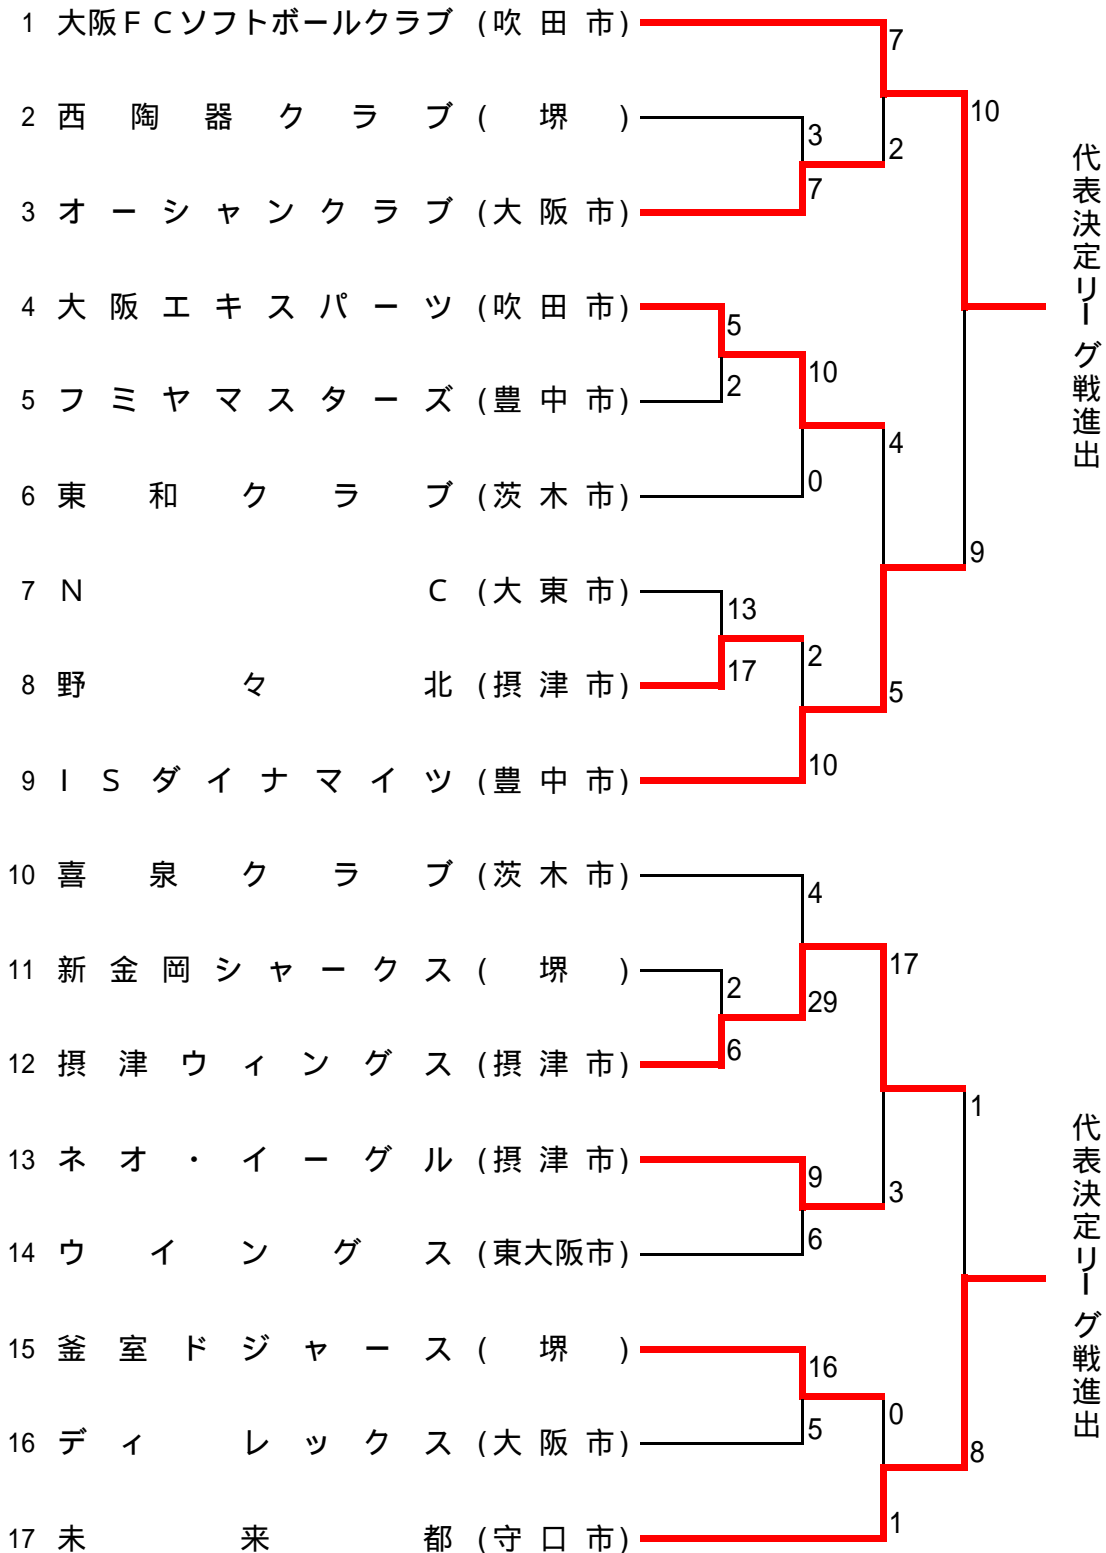 1 大阪ＦＣソフトボールクラブ (吹田市)
7
10
2 西陶器クラブ (堺)
3
2
7
3 オーシャンクラブ (大阪市)
代表決定リーグ戦進出
4 大阪エキスパーツ (吹田市)
5
10
2
5 フミヤマスターズ (豊中市)
4
0
6 東和クラブ (茨木市)
9
7 ＮＣ (大東市)
13
2
17
8 野々北 (摂津市)
5
10
9 ＩＳダイナマイツ (豊中市)
10 喜泉クラブ (茨木市)
4
17
11 新金岡シャークス (堺)
2
29
6
12 摂津ウィングス (摂津市)
1
代表決定リーグ戦進出
13 ネオ・イーグル (摂津市)
9
3
6
14 ウイングス (東大阪市)
15 釜室ドジャース (堺)
16
0
5
16 ディレックス (大阪市)
8
1
17 未来都 (守口市)